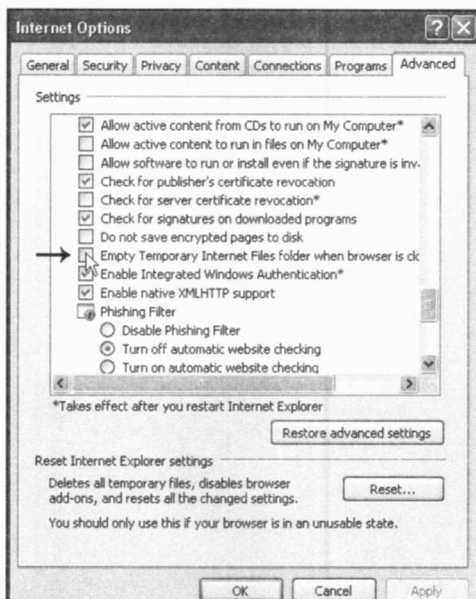 Internet Options
General Security Privacy Content Connections Programs Advanced
Settings
Allow active content from CDs to run on My Computer*
Allow active content to run in files on My Computer*
Allow software to run or install even if the signature is inv
Check for publisher's certificate revocation
Check for server certificate revocation*
Check for signatures on downloaded programs
Do not save encrypted pages to disk
Empty Temporary Internet Files folder when browser is clo
Enable Integrated Windows Authentication*
Enable native XMLHTTP support
Phishing Filter
Disable Phishing Filter
Turn off automatic website checking
Turn on automatic website checking
*Takes effect after you restart Internet Explorer
Restore advanced settings
Reset Internet Explorer settings
Deletes all temporary files, disables browser
add-ons, and resets all the changed settings.
Reset...
You should only use this if your browser is in an unusable state.
OK Cancel Apply